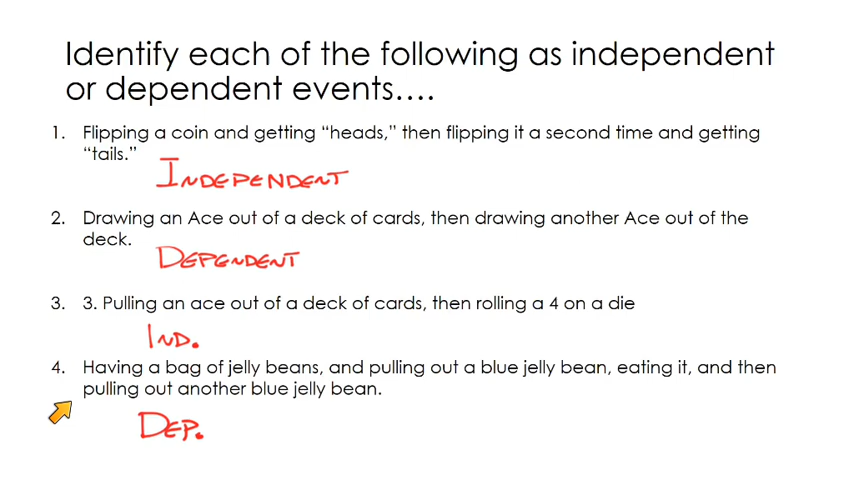 Identify each of the following as independent
or dependent events....
1. Flipping a coin and getting “heads,” then flipping it a second time and getting
“tails.”
INDEPENDENT
2. Drawing an Ace out of a deck of cards, then drawing another Ace out of the
deck.
DEPENDENT
3. 3. Pulling an ace out of a deck of cards, then rolling a 4 on a die
IND.
4. Having a bag of jelly beans, and pulling out a blue jelly bean, eating it, and then
pulling out another blue jelly bean.
DEP.